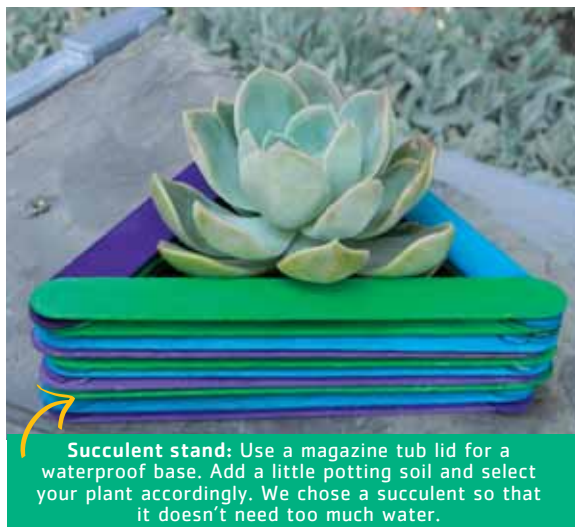 Succulent stand: Use a magazine tub lid for a
waterproof base. Add a little potting soil and select
your plant accordingly. We chose a succulent so that
it doesn’t need too much water.